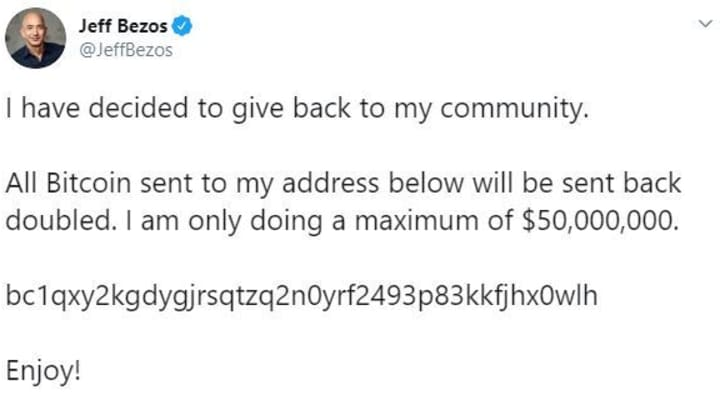 Jeff Bezos
@JeffBezos
I have decided to give back to my community.
All Bitcoin sent to my address below will be sent back
doubled. I am only doing a maximum of $50,000,000.
bc1qxy2kgdygjrsqtzq2n0yrf2493p83kkfjhx0wlh
Enjoy!